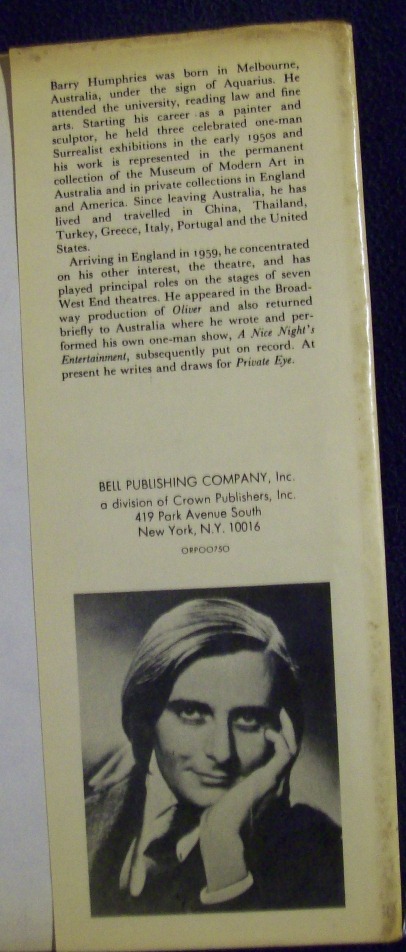 Barry Humphries was born in Melbourne,
Australia, under the sign of Aquarius. He
attended the university, reading law and fine
arts. Starting his career as a painter and
sculptor, he held three celebrated one-man
Surrealist exhibitions in the early 1950s and
his work is represented in the permanent
collection of the Museum of Modern Art in
Australia and in private collections in England
and America. Since leaving Australia, he has
lived and travelled in China, Thailand,
Turkey, Greece, Italy, Portugal and the United
States.
Arriving in England in 1959, he concentrated
on his other interest, the theatre, and has
played principal roles on the stages of seven
West End theatres. He appeared in the Broad-
way production of Oliver and also returned
briefly to Australia where he wrote and per-
formed his own one-man show, A Nice Night's
Entertainment, subsequently put on record. At
present he writes and draws for Private Eye.
BELL PUBLISHING COMPANY, Inc.
a division of Crown Publishers, Inc.
419 Park Avenue South
New York, N.Y. 10016